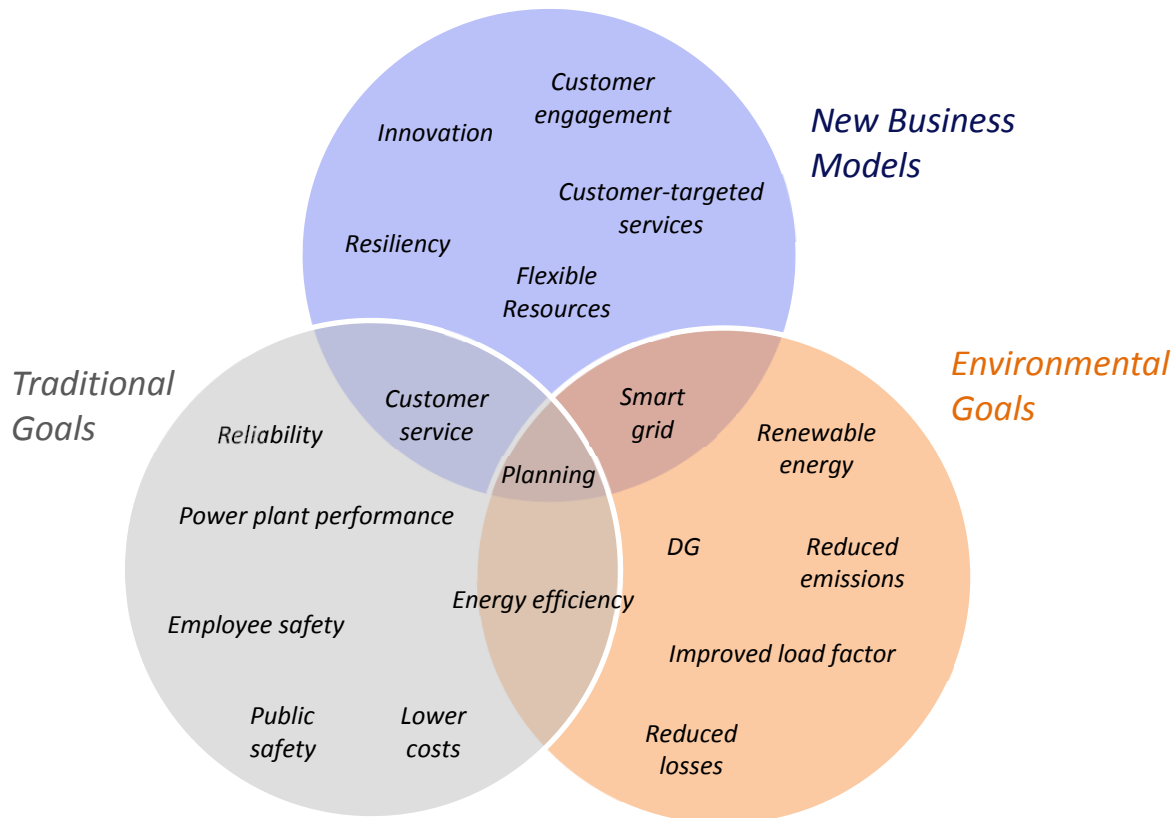 Customer
engagement
Innovation
New Business
Models
Customer-targeted
services
Resiliency
Flexible
Resources
Traditional
Goals
Environmental
Goals
Customer
service
Smart
grid
Reliability
Renewable
energy
Planning
Power plant performance
DG
Reduced
emissions
Energy efficiency
Employee safety
Improved load factor
Public
safety
Lower
costs
Reduced
losses